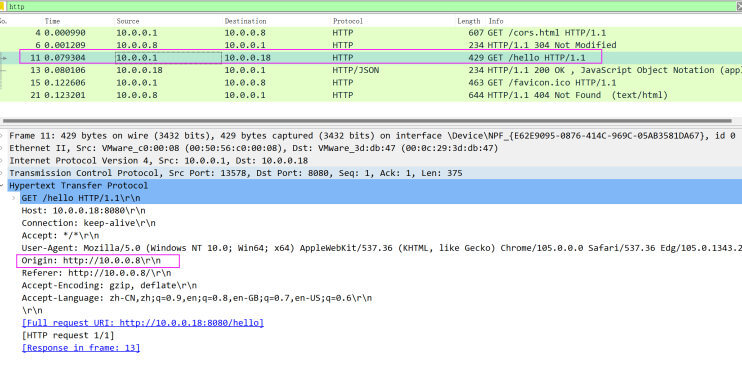 http
No. Time Source Destination Protocol Length Info
4 0.000990 10.0.0.1 10.0.0.8 HTTP 607 GET /cors.html HTTP/1.1
6 0.001209 10.0.0.8 10.0.0.1 HTTP 234 HTTP/1.1 304 Not Modified
11 0.079304 10.0.0.1 10.0.0.18 HTTP 429 GET /hello HTTP/1.1
13 0.080106 10.0.0.18 10.0.0.1 HTTP/JSON 234 HTTP/1.1 200 OK , JavaScript Object Notation (appl
15 0.122606 10.0.0.1 10.0.0.8 HTTP 463 GET /favicon.ico HTTP/1.1
21 0.123201 10.0.0.8 10.0.0.1 HTTP 644 HTTP/1.1 404 Not Found (text/html)
Frame 11: 429 bytes on wire (3432 bits), 429 bytes captured (3432 bits) on interface \Device\NPF_{E62E9095-0876-414C-969C-05AB3581DA67}, id 0
Ethernet II, Src: VMware_c0:00:08 (00:50:56:c0:00:08), Dst: VMware_3d:db:47 (00:0c:29:3d:db:47)
Internet Protocol Version 4, Src: 10.0.0.1, Dst: 10.0.0.18
Transmission Control Protocol, Src Port: 13578, Dst Port: 8080, Seq: 1, Ack: 1, Len: 375
Hypertext Transfer Protocol
GET /hello HTTP/1.1\r\n
Host: 10.0.0.18:8080\r\n
Connection: keep-alive\r\n
Accept: */*\r\n
User-Agent: Mozilla/5.0 (Windows NT 10.0; Win64; x64) AppleWebKit/537.36 (KHTML, like Gecko) Chrome/105.0.0.0 Safari/537.36 Edg/105.0.1343.2
Origin: http://10.0.0.8\r\n
Referer: http://10.0.0.8/\r\n
Accept-Encoding: gzip, deflate\r\n
Accept-Language: zh-CN,zh;q=0.9,en;q=0.8,en-GB;q=0.7,en-US;q=0.6\r\n
\r\n
[Full request URI: http://10.0.0.18:8080/hello]
[HTTP request 1/1]
[Response in frame: 13]